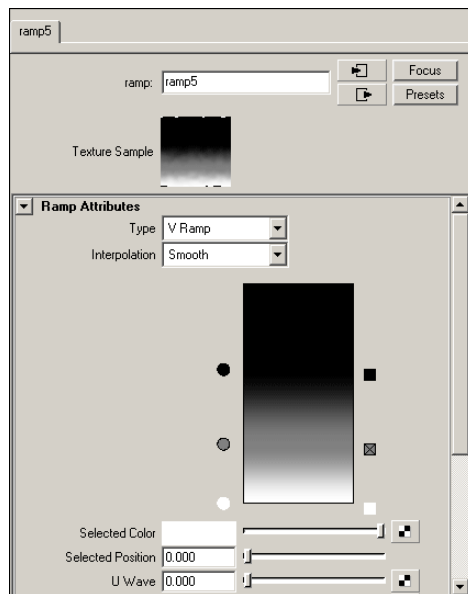 ramp5
ramp: ramp5
Focus
Presets
Texture Sample
Ramp Attributes
Type V Ramp
Interpolation Smooth
Selected Color
Selected Position 0.000
U Wave 0.000